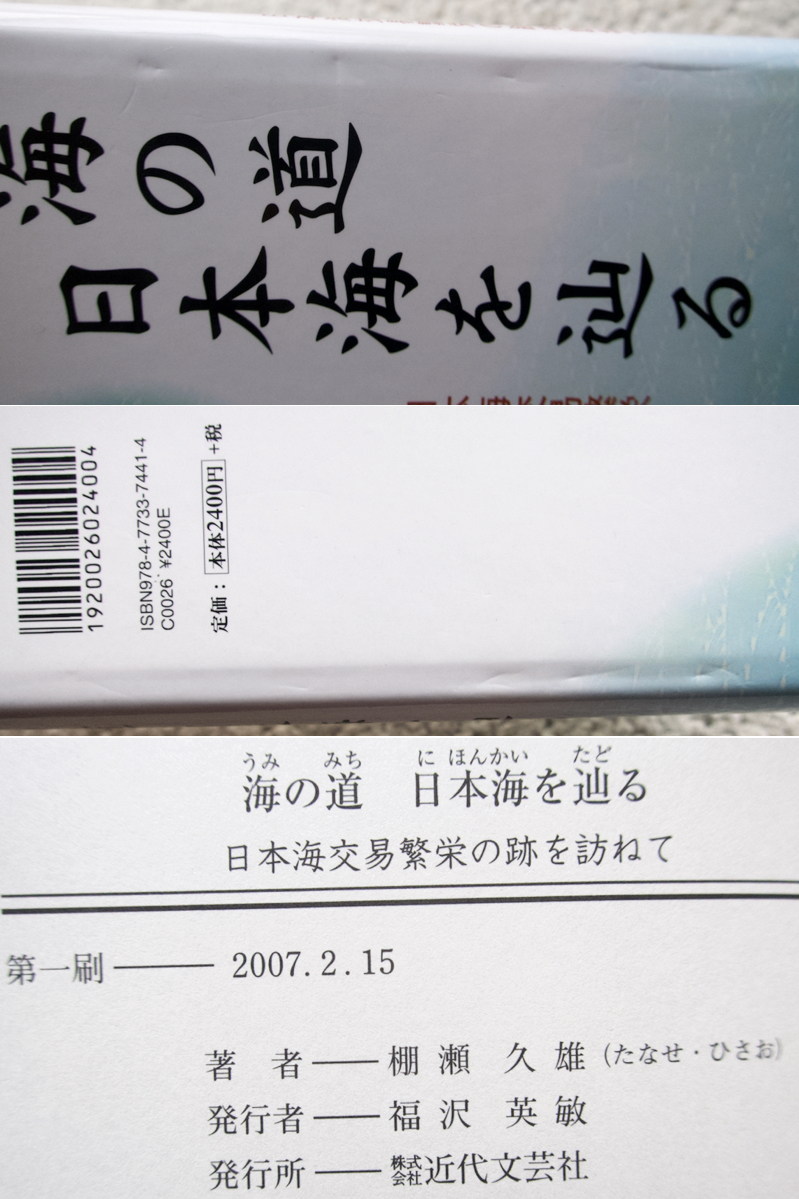 海の道
日本海を辿る
1920026024004
ISBN978-4-7733-7441-4
C0026 ¥2400E
定価：本体2400円+税
うみ みち に ほんかい たど
海の道 日本海を辿る
日本海交易繁栄の跡を訪ねて
第一刷——2007.2.15
著 者——棚瀬 久雄（たなせ・ひさお）
発行者——福沢 英敏
発行所——株式会社近代文芸社